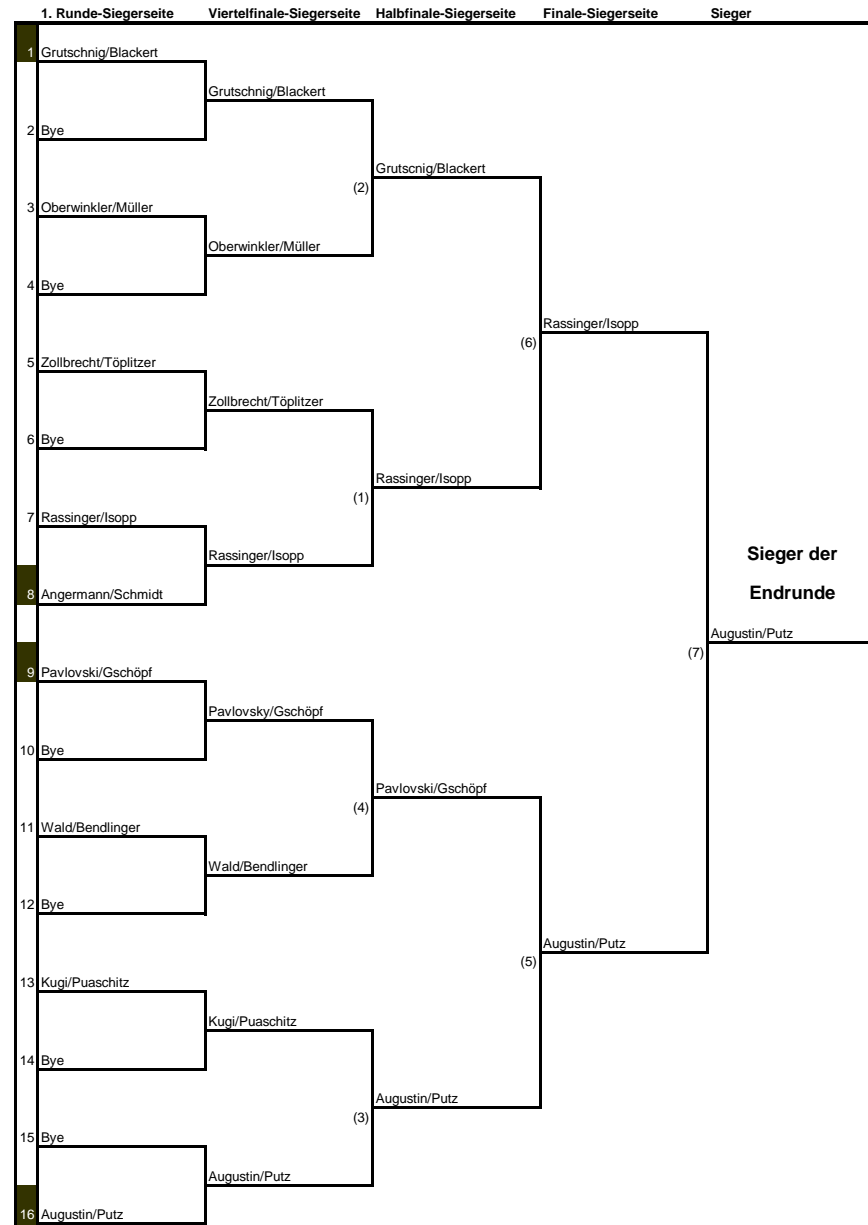 1. Runde-Siegerseite Viertelfinale-Siegerseite Halbfinale-Siegerseite Finale-Siegerseite Sieger
1 Grutschnig/Blackert
Grutschnig/Blackert
2 Bye
Grutscnig/Blackert
(2)
3 Oberwinkler/Müller
Oberwinkler/Müller
4 Bye
Rassinger/Isopp
(6)
5 Zollbrecht/Töplitzer
Zollbrecht/Töplitzer
6 Bye
Rassinger/Isopp
(1)
7 Rassinger/Isopp
Rassinger/Isopp
Sieger der
8 Angermann/Schmidt
Endrunde
Augustin/Putz
(7)
9 Pavlovski/Gschöpf
Pavlovsky/Gschöpf
10 Bye
Pavlovski/Gschöpf
(4)
11 Wald/Bendlinger
Wald/Bendlinger
12 Bye
Augustin/Putz
(5)
13 Kugi/Puaschitz
Kugi/Puaschitz
14 Bye
Augustin/Putz
(3)
15 Bye
Augustin/Putz
16 Augustin/Putz